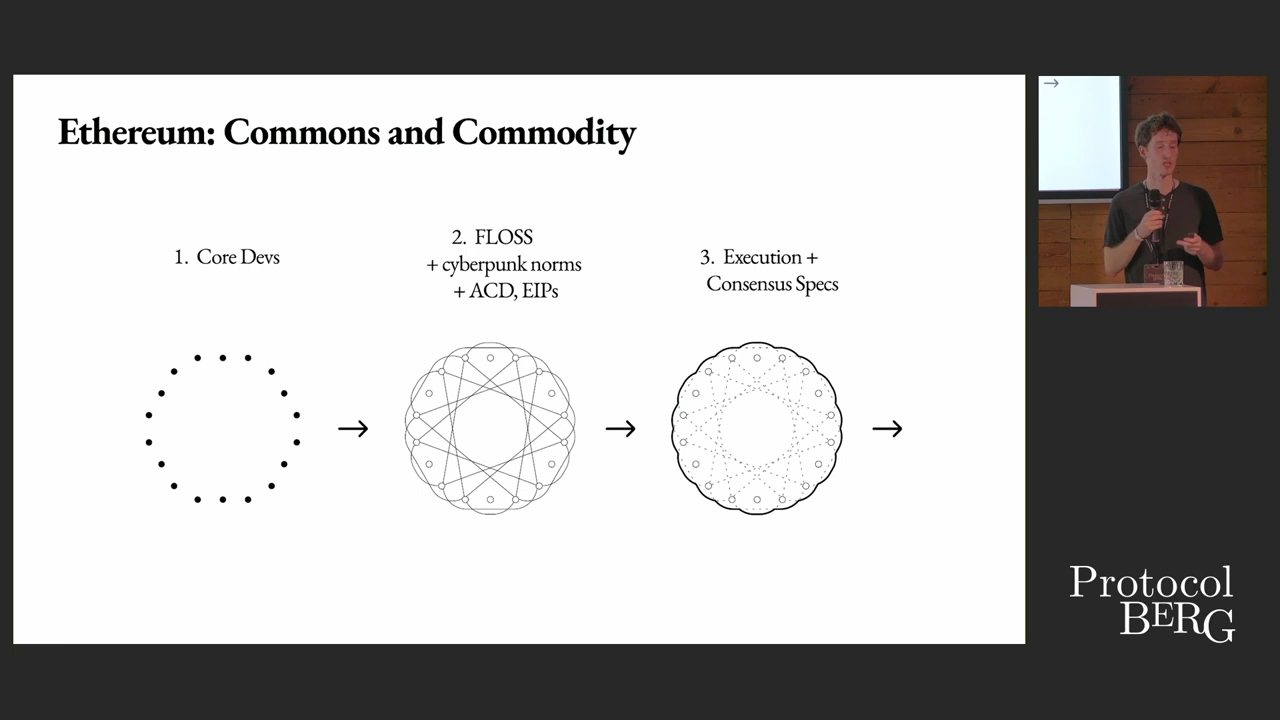 Ethereum: Commons and Commodity
1. Core Devs
2. FLOSS
+ cyberpunk norms
+ ACD, EIPs
3. Execution +
Consensus Specs
Protocol
BERG